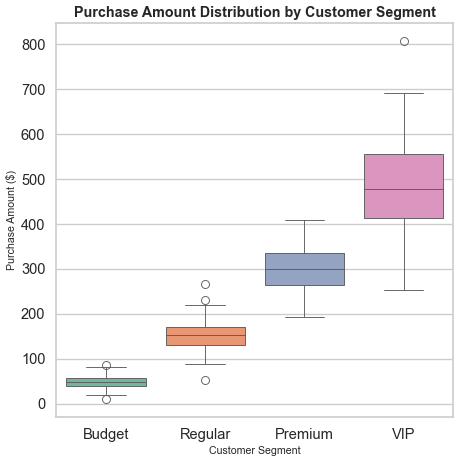 Purchase Amount Distribution by Customer Segment
800
700
600
500
400
300
200
100
0
Purchase Amount ($)
Budget Regular Premium VIP
Customer Segment